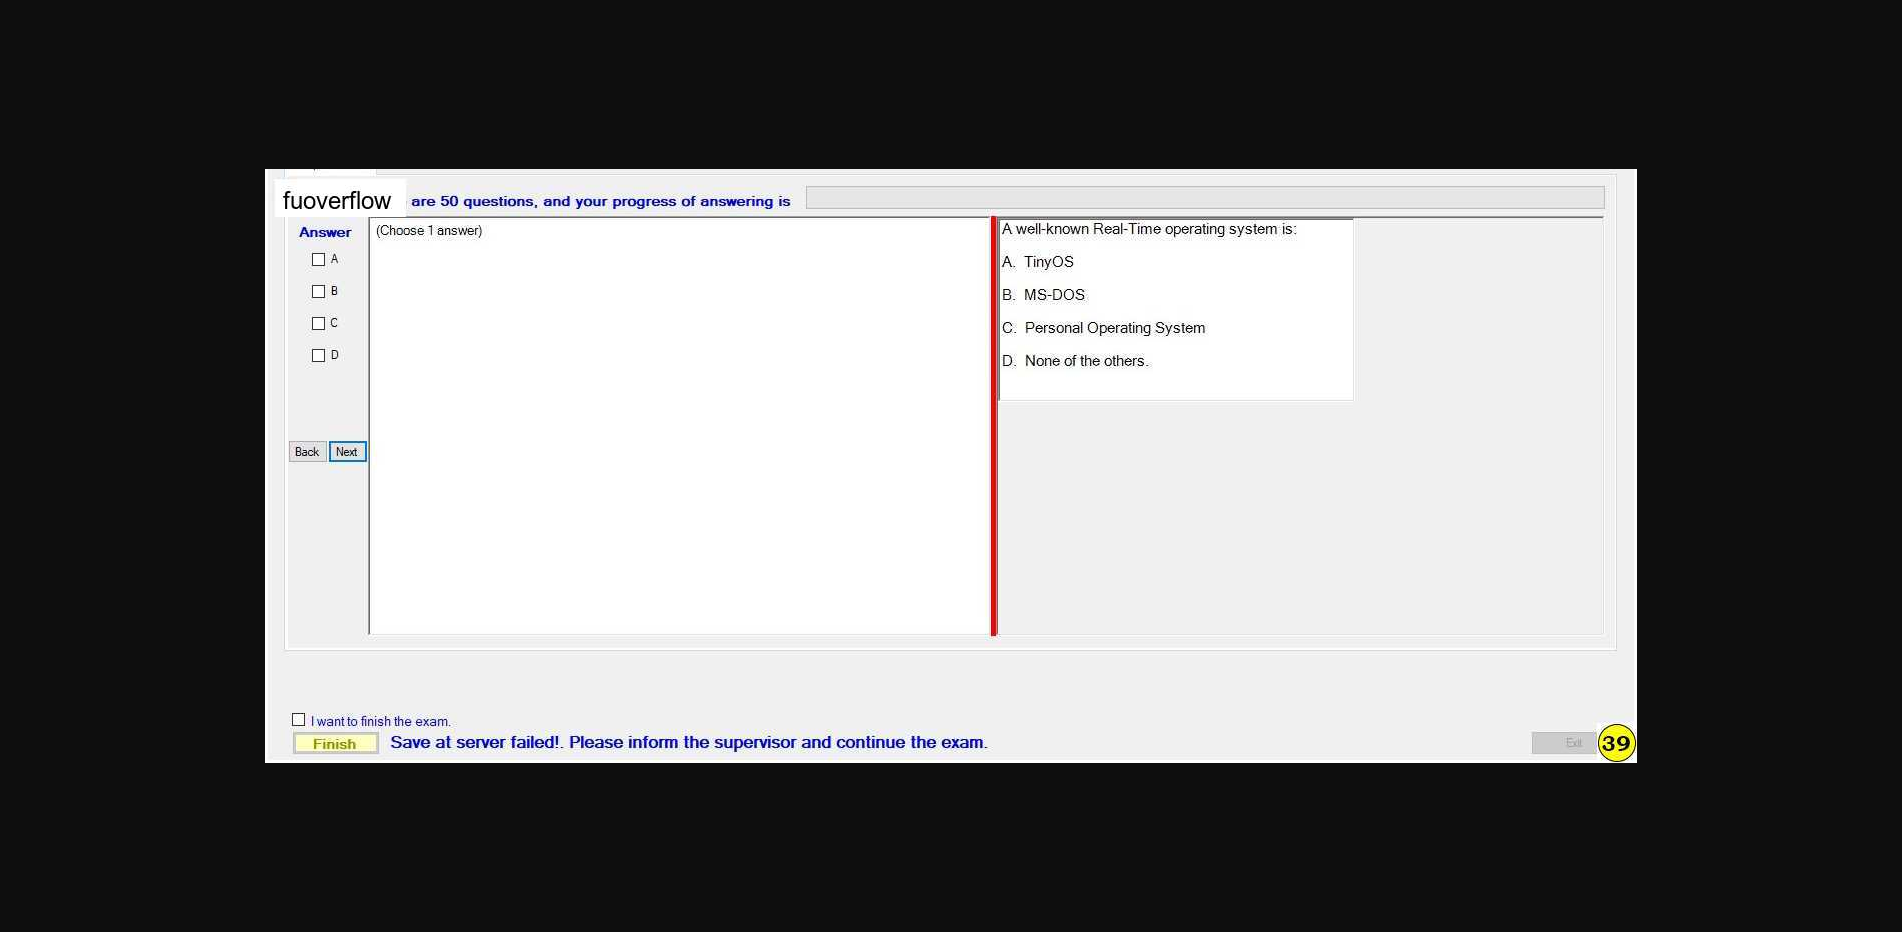 fuoverflow are 50 questions, and your progress of answering is
Answer
(Choose 1 answer)
A
B
C
D
Back Next
A well-known Real-Time operating system is:
A. TinyOS
B. MS-DOS
C. Personal Operating System
D. None of the others.
I want to finish the exam.
Finish Save at server failed!. Please inform the supervisor and continue the exam.
Exit 39